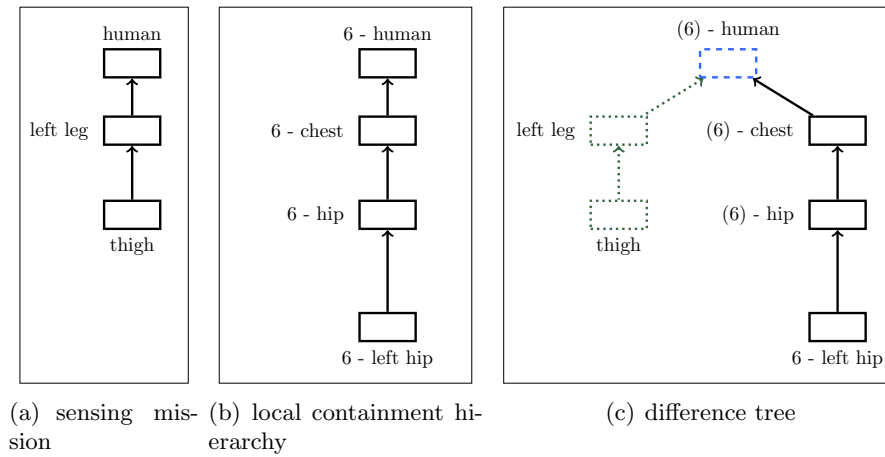 human
left leg
thigh
6 - human
6 - chest
6 - hip
6 - left hip
(6) - human
left leg
(6) - chest
(6) - hip
thigh
6 - left hip
(a) sensing mis-
sion
(b) local containment hi-
erarchy
(c) difference tree